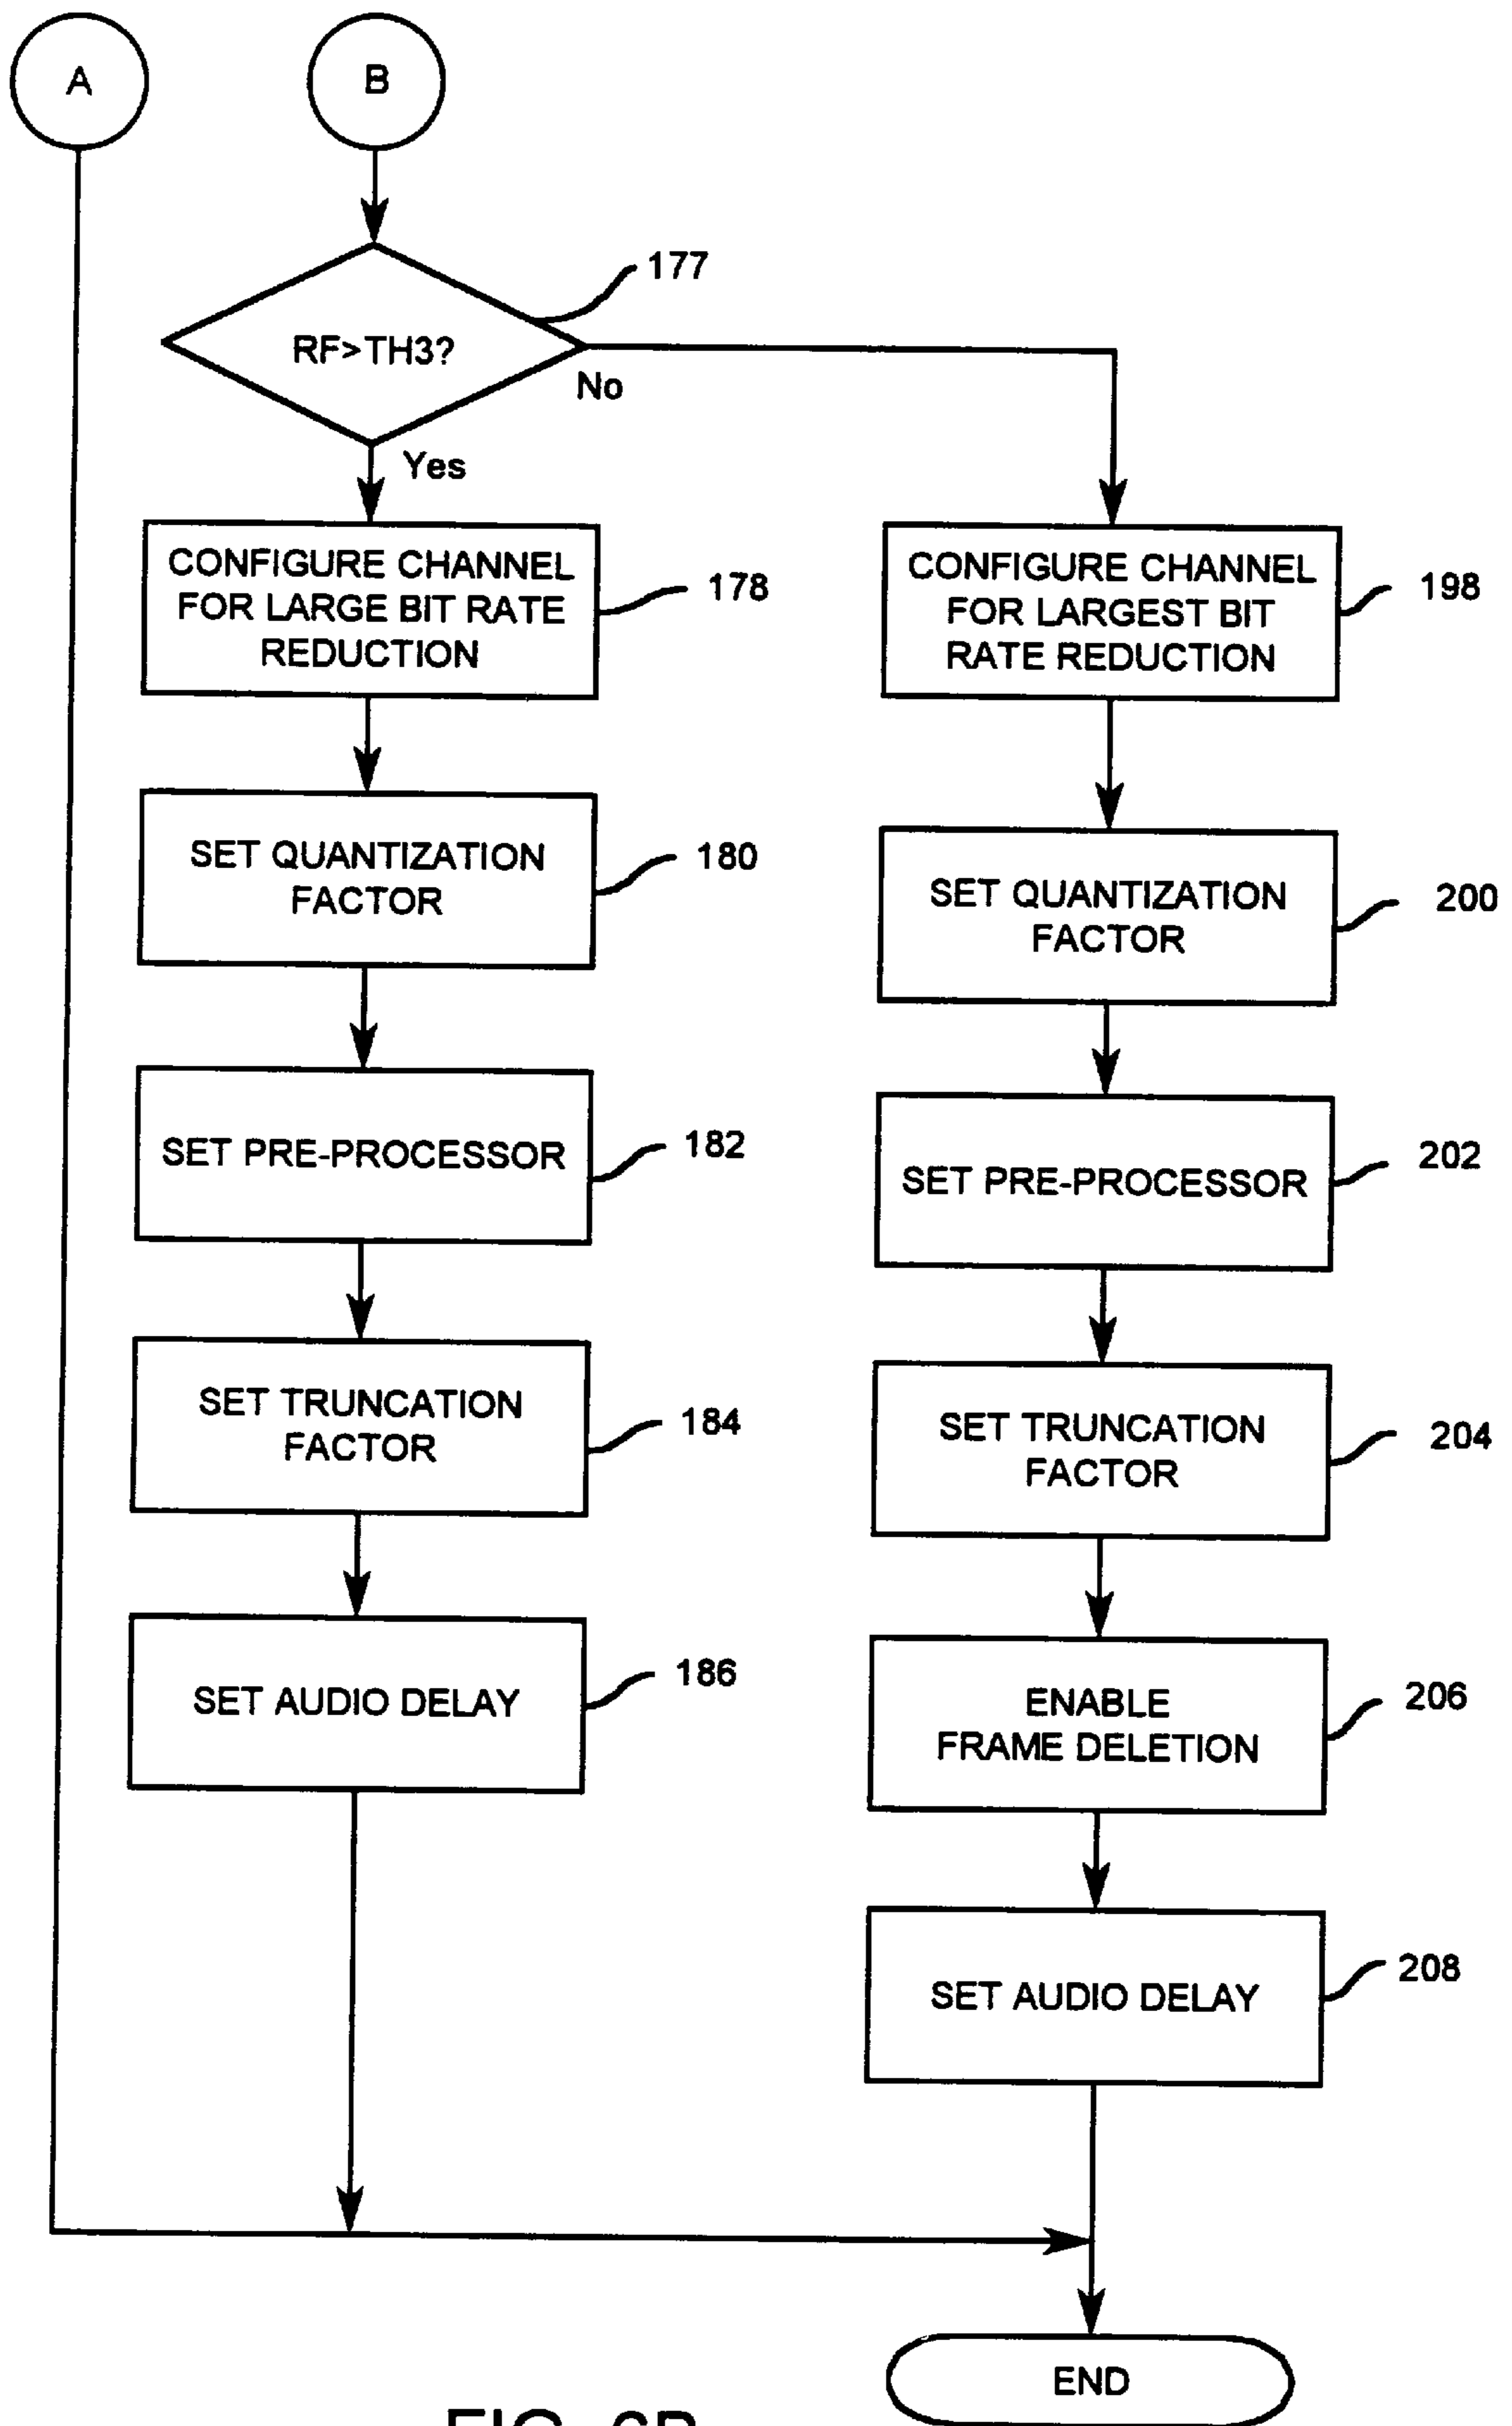 A
B
177
RF>TH3?
No
Yes
CONFIGURE CHANNEL
FOR LARGE BIT RATE
REDUCTION
178
SET QUANTIZATION
FACTOR
180
SET PRE-PROCESSOR
182
SET TRUNCATION
FACTOR
184
SET AUDIO DELAY
186
CONFIGURE CHANNEL
FOR LARGEST BIT
RATE REDUCTION
198
SET QUANTIZATION
FACTOR
200
SET PRE-PROCESSOR
202
SET TRUNCATION
FACTOR
204
ENABLE
FRAME DELETION
206
SET AUDIO DELAY
208
END
FIG. 6B